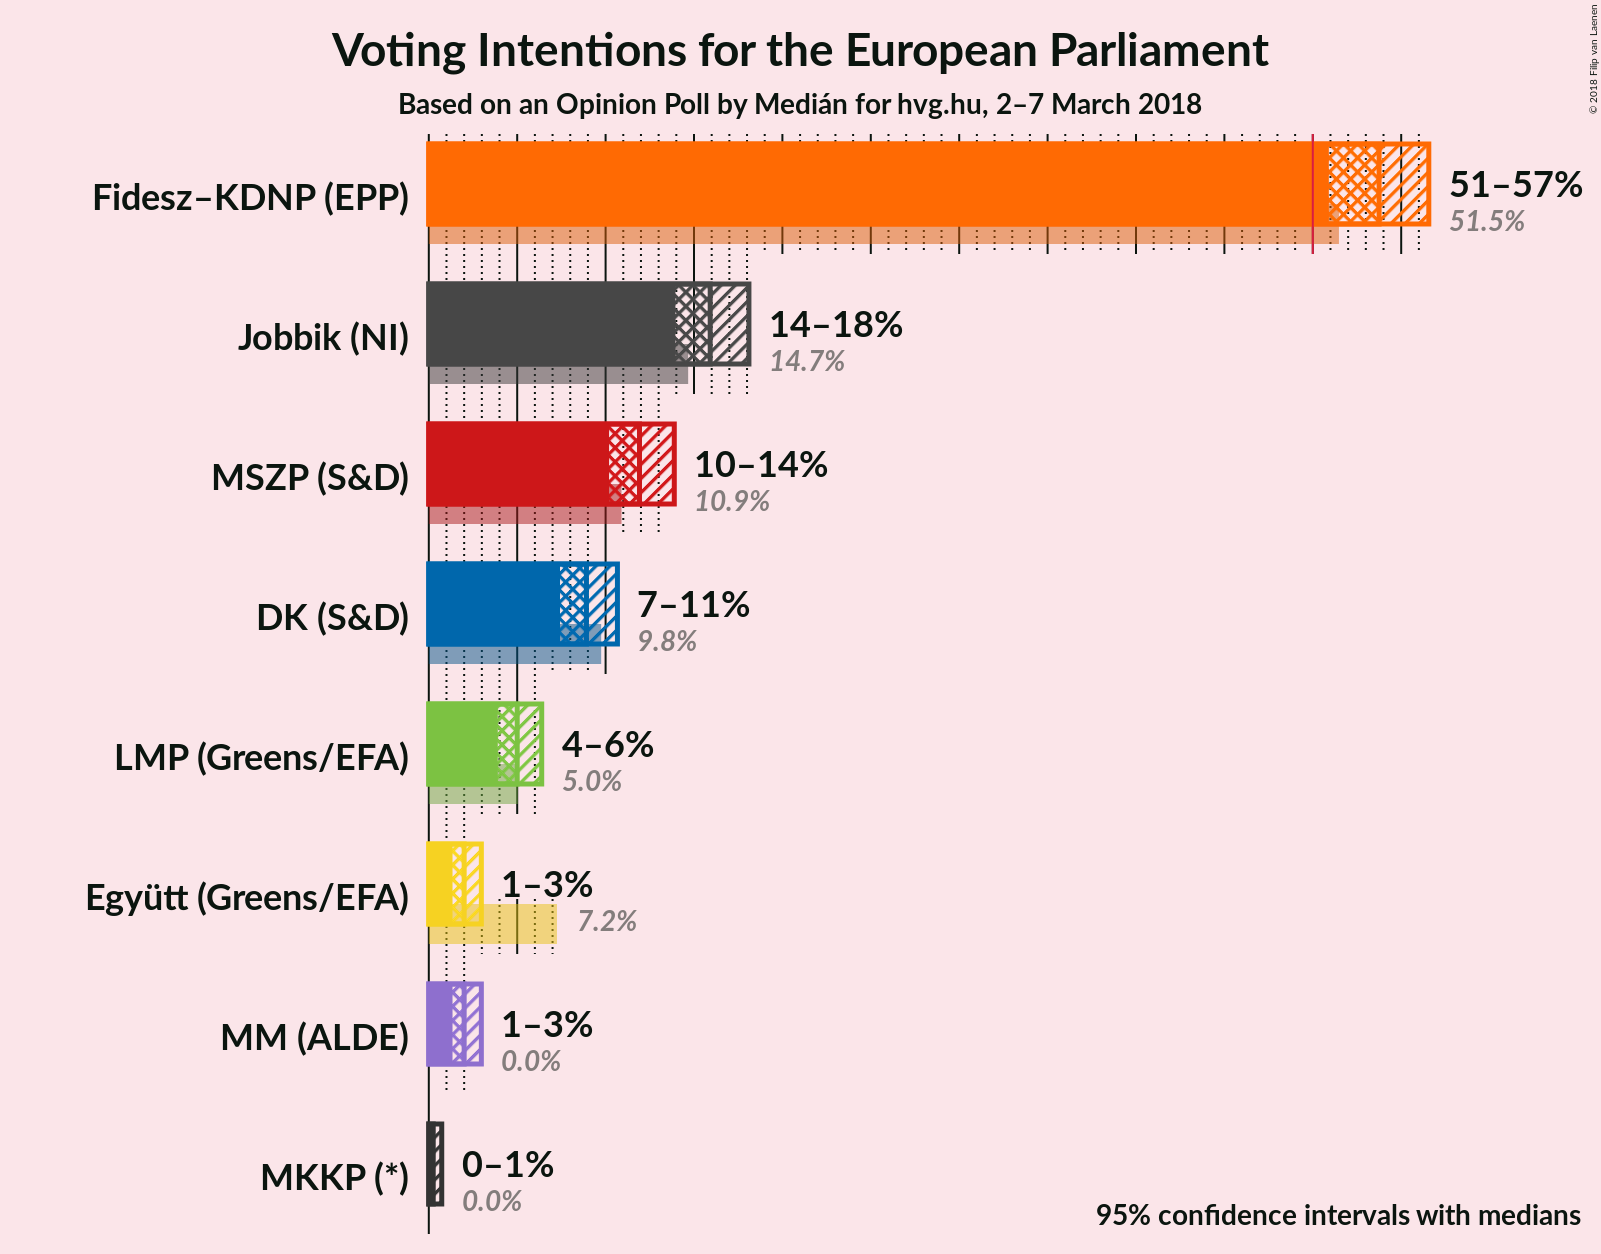 Voting Intentions for the European Parliament
Based on an Opinion Poll by Medián for hvg.hu, 2–7 March 2018
© 2018 Filip van Laenen
Fidesz–KDNP (EPP)
51–57%
51.5%
Jobbik (NI)
14–18%
14.7%
MSZP (S&D)
10–14%
10.9%
DK (S&D)
7–11%
9.8%
LMP (Greens/EFA)
4–6%
5.0%
Együtt (Greens/EFA)
1–3%
7.2%
MM (ALDE)
1–3%
0.0%
MKKP (*)
0–1%
0.0%
95% confidence intervals with medians